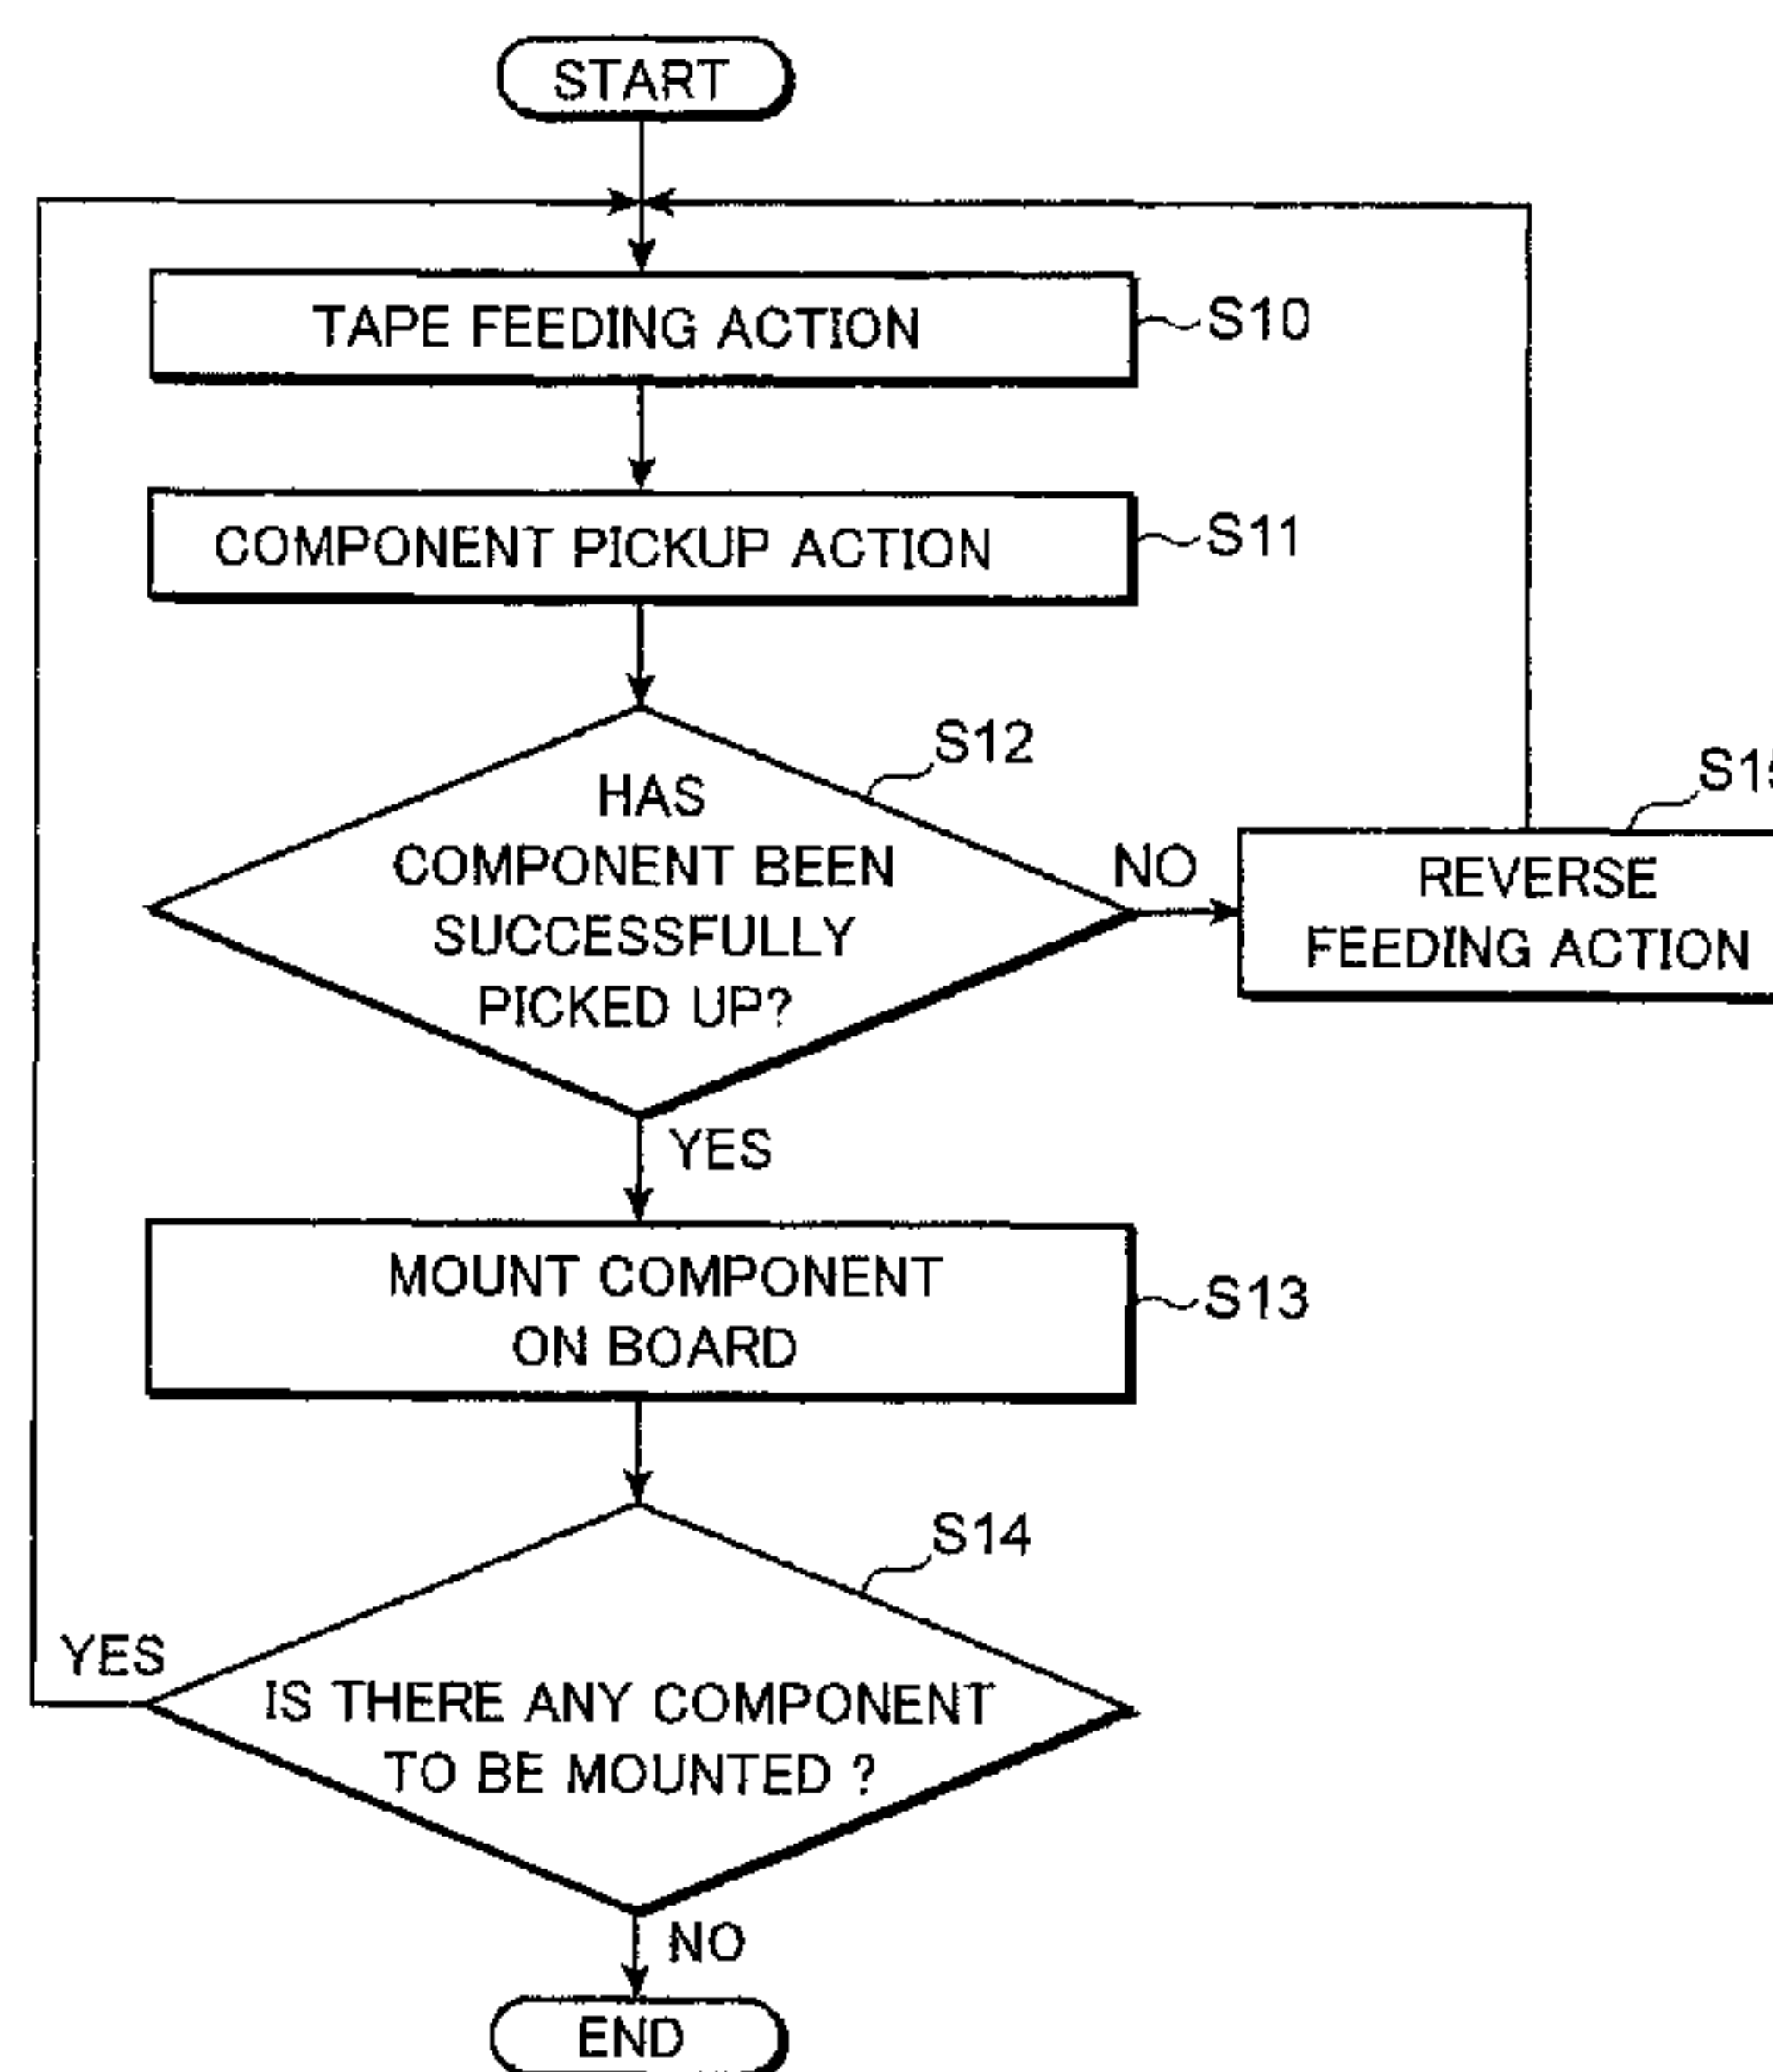 START
TAPE FEEDING ACTION
S10
COMPONENT PICKUP ACTION
S11
S12
HAS
COMPONENT BEEN
SUCCESSFULLY
PICKED UP?
NO
REVERSE
FEEDING ACTION
YES
MOUNT COMPONENT
ON BOARD
S13
S14
YES
IS THERE ANY COMPONENT
TO BE MOUNTED ?
NO
END